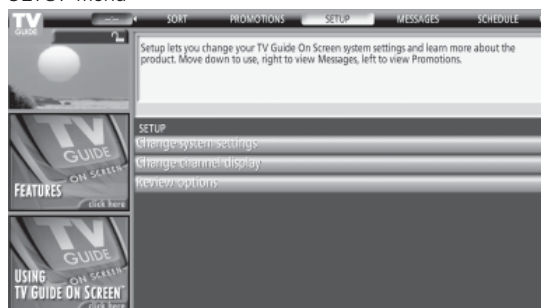 SETUP menu
TV
GUIDE
--:--
SORT
PROMOTIONS
SETUP
MESSAGES
SCHEDULE
Setup lets you change your TV Guide On Screen system settings and learn more about the
product. Move down to use, right to view Messages, left to view Promotions.
SETUP
Change system settings
Change channel display
Review options
TV
GUIDE
ON SCREEN
FEATURES
click here
TV
GUIDE
ON SCREEN
USING
TV GUIDE ON SCREEN™
click here